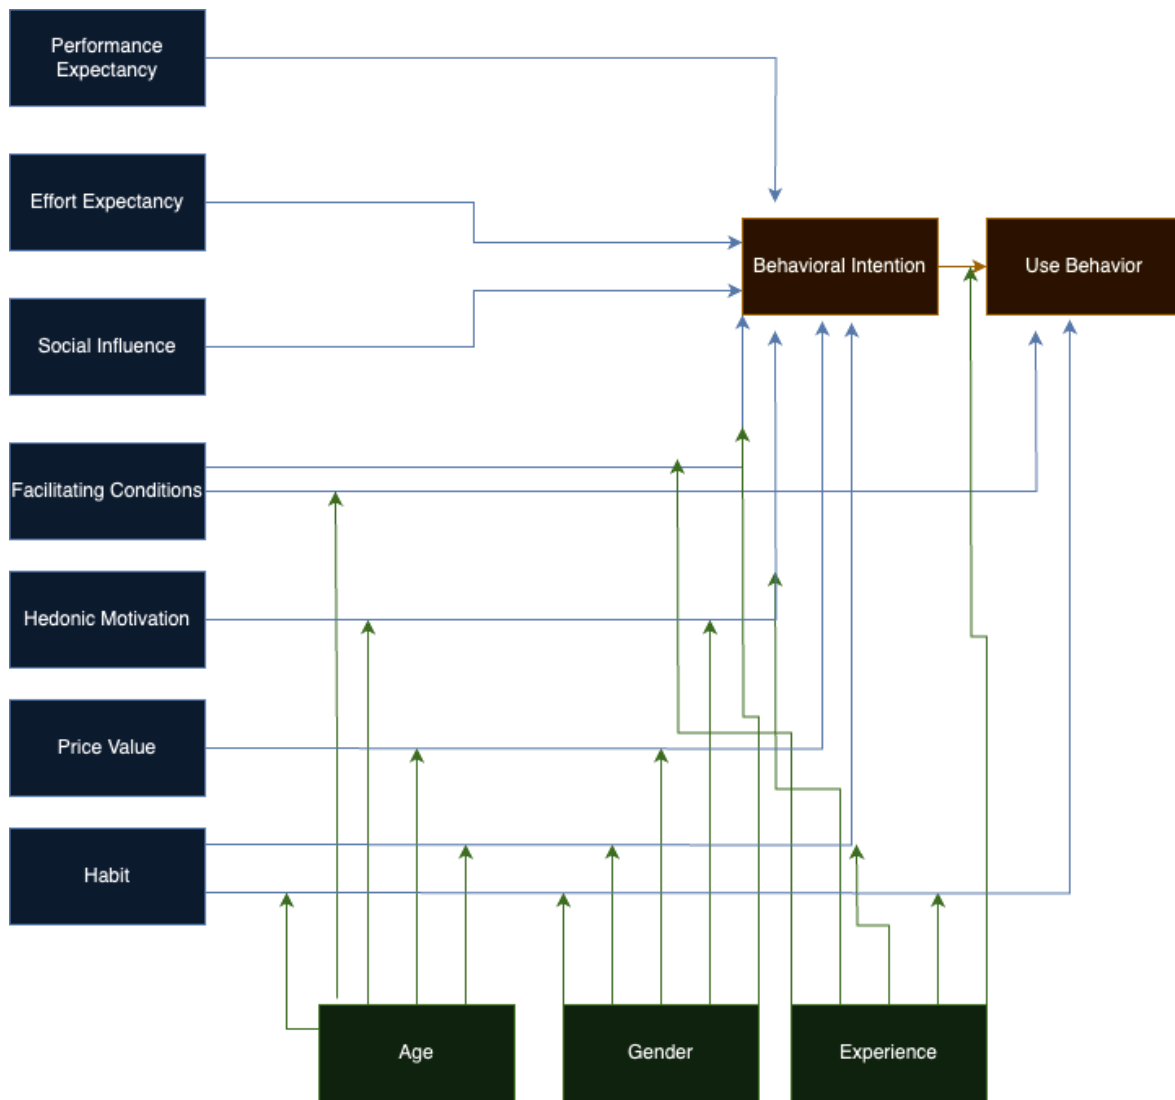 Performance
Expectancy
Effort Expectancy
Behavioral Intention
Use Behavior
Social Influence
Facilitating Conditions
Hedonic Motivation
Price Value
Habit
Age
Gender
Experience